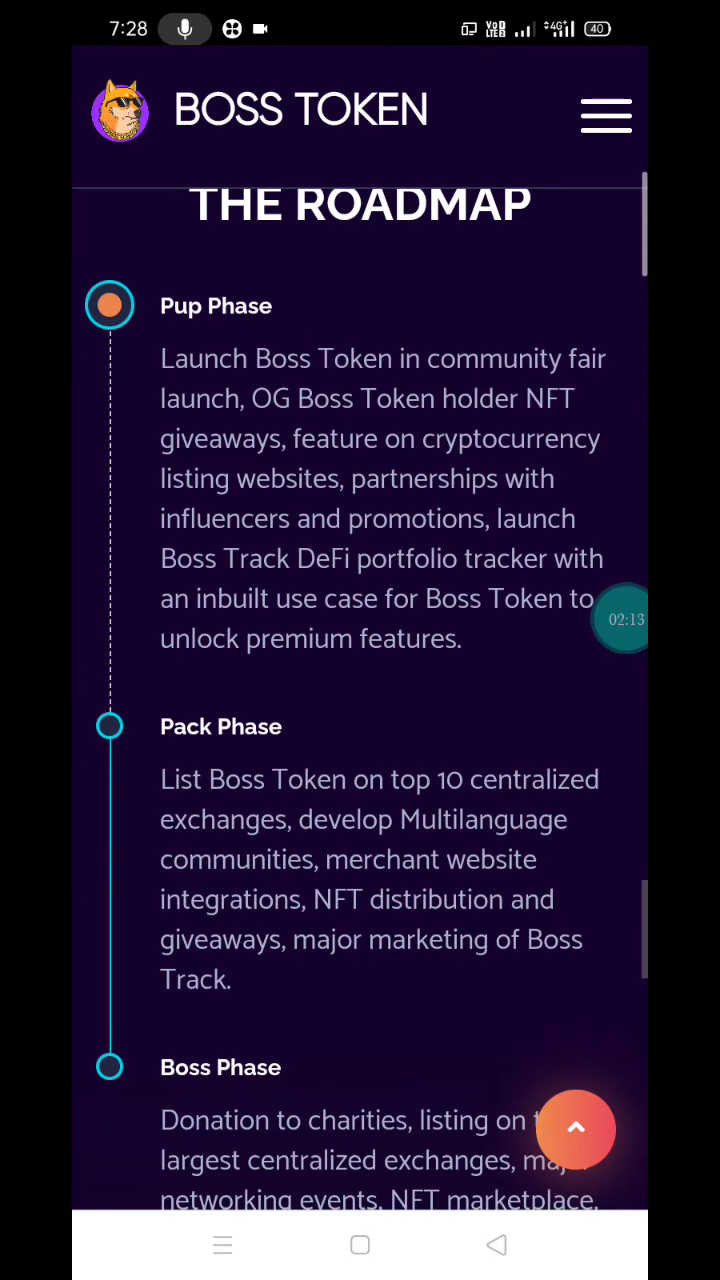 7:28
VoD LTE2 4G+ 40
BOSS TOKEN
THE ROADMAP
Pup Phase
Launch Boss Token in community fair
launch, OG Boss Token holder NFT
giveaways, feature on cryptocurrency
listing websites, partnerships with
influencers and promotions, launch
Boss Track DeFi portfolio tracker with
an inbuilt use case for Boss Token to
unlock premium features.
02:13
Pack Phase
List Boss Token on top 10 centralized
exchanges, develop Multilanguage
communities, merchant website
integrations, NFT distribution and
giveaways, major marketing of Boss
Track.
Boss Phase
Donation to charities, listing on
largest centralized exchanges,
networking events, NFT marketplace,